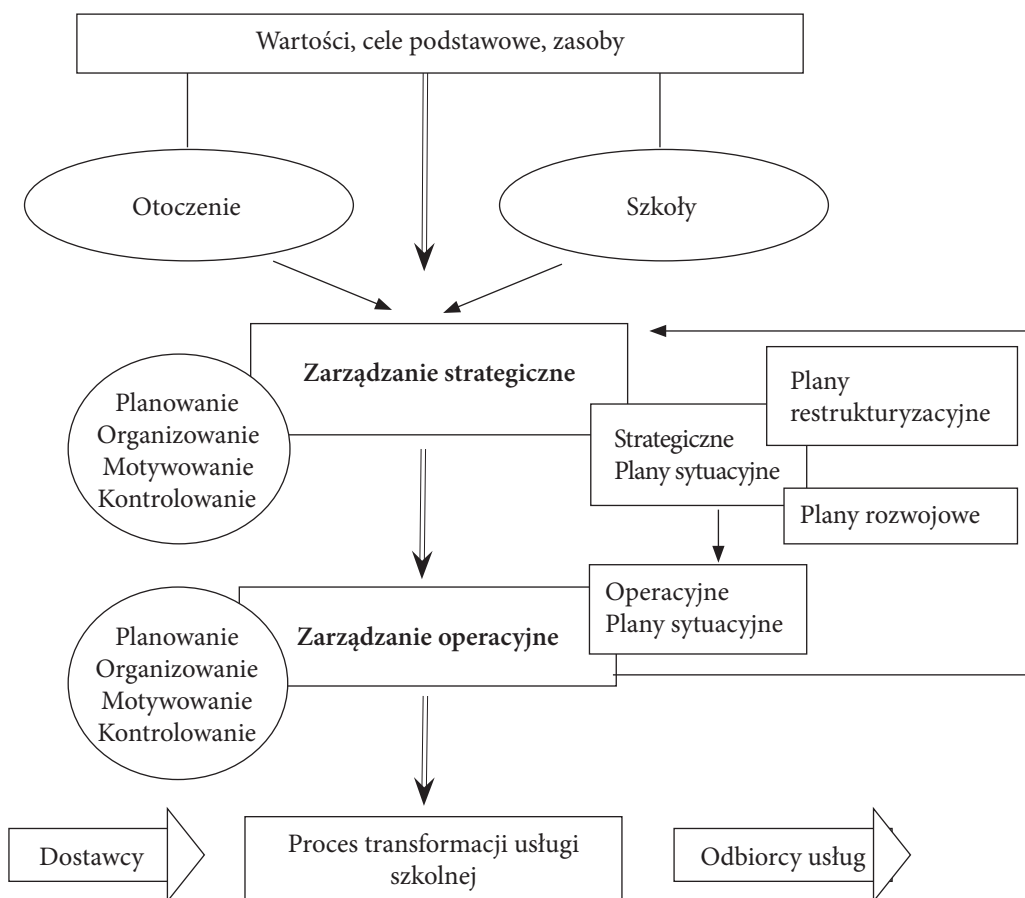 Wartości, cele podstawowe, zasoby
Otoczenie
Szkoły
Zarządzanie strategiczne
Planowanie
Organizowanie
Motywowanie
Kontrolowanie
Strategiczne
Plany sytuacyjne
Plany
restrukturyzacyjne
Plany rozwojowe
Zarządzanie operacyjne
Planowanie
Organizowanie
Motywowanie
Kontrolowanie
Operacyjne
Plany sytuacyjne
Dostawcy
Proces transformacji usługi
szkolnej
Odbiorcy usług